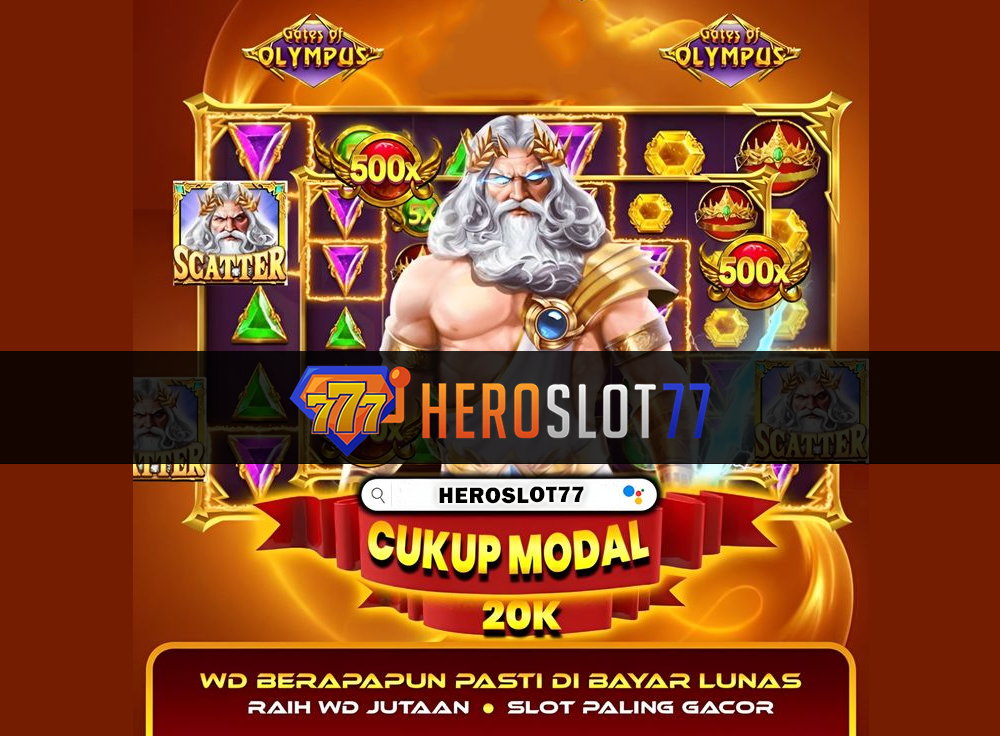 Gates of
OLYMPUS
Gates of
OLYMPUS
500x
5x
SCATTER
500x
777 HEROSLOT77
SCATTER
TTER
HEROSLOT77
CUKUP MODAL
20K
WD BERAPAPUN PASTI DI BAYAR LUNAS
RAIH WD JUTAAN • SLOT PALING GACOR